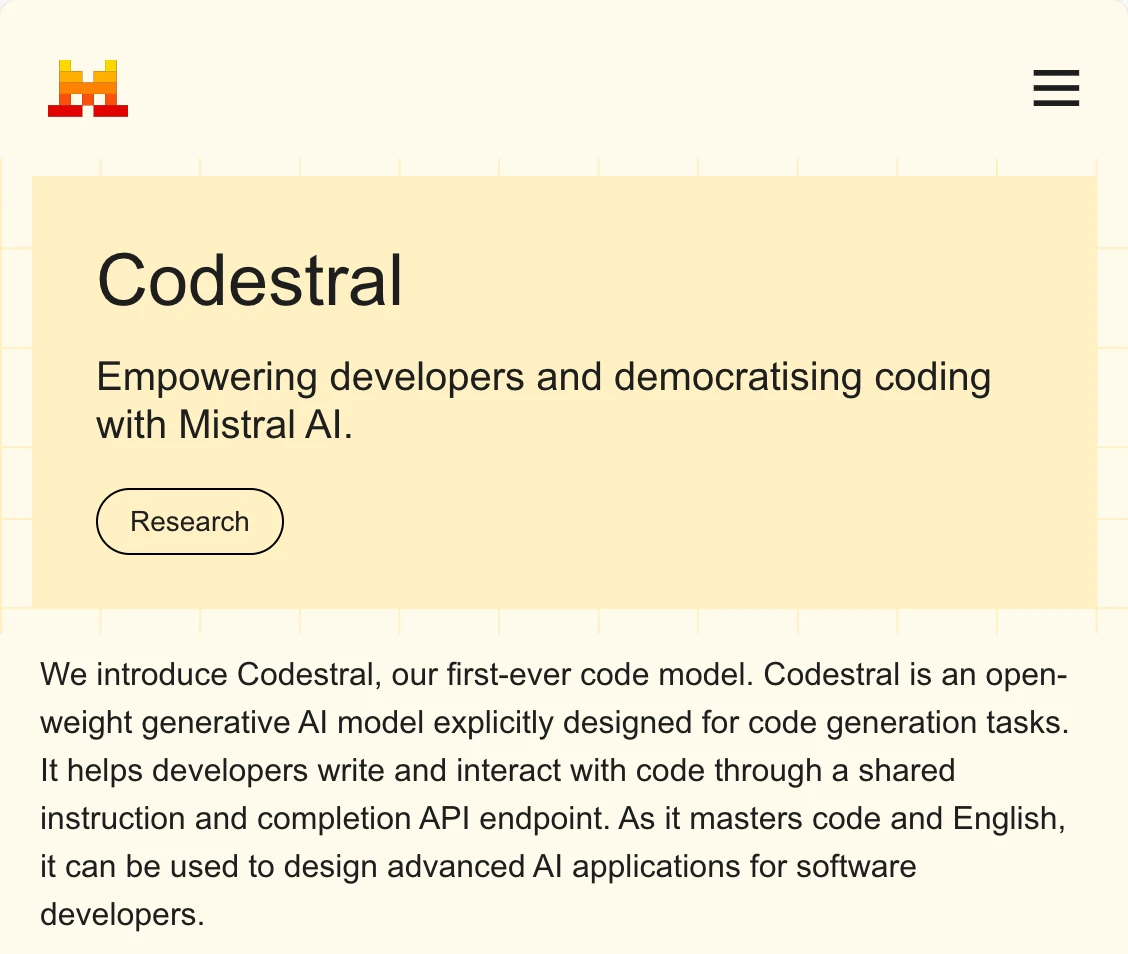 Codestral
Empowering developers and democratising coding
with Mistral AI.
Research
We introduce Codestral, our first-ever code model. Codestral is an open-
weight generative AI model explicitly designed for code generation tasks.
It helps developers write and interact with code through a shared
instruction and completion API endpoint. As it masters code and English,
it can be used to design advanced AI applications for software
developers.